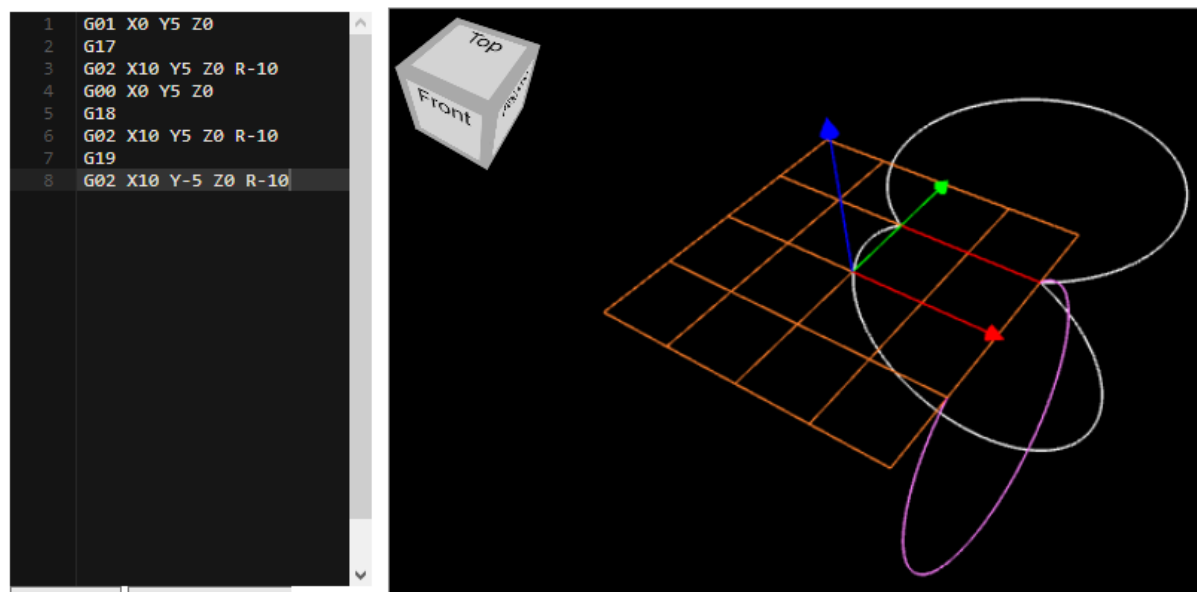 1 G01 X0 Y5 Z0
2 G17
3 G02 X10 Y5 Z0 R-10
4 G00 X0 Y5 Z0
5 G18
6 G02 X10 Y5 Z0 R-10
7 G19
8 G02 X10 Y-5 Z0 R-10
Top
Front